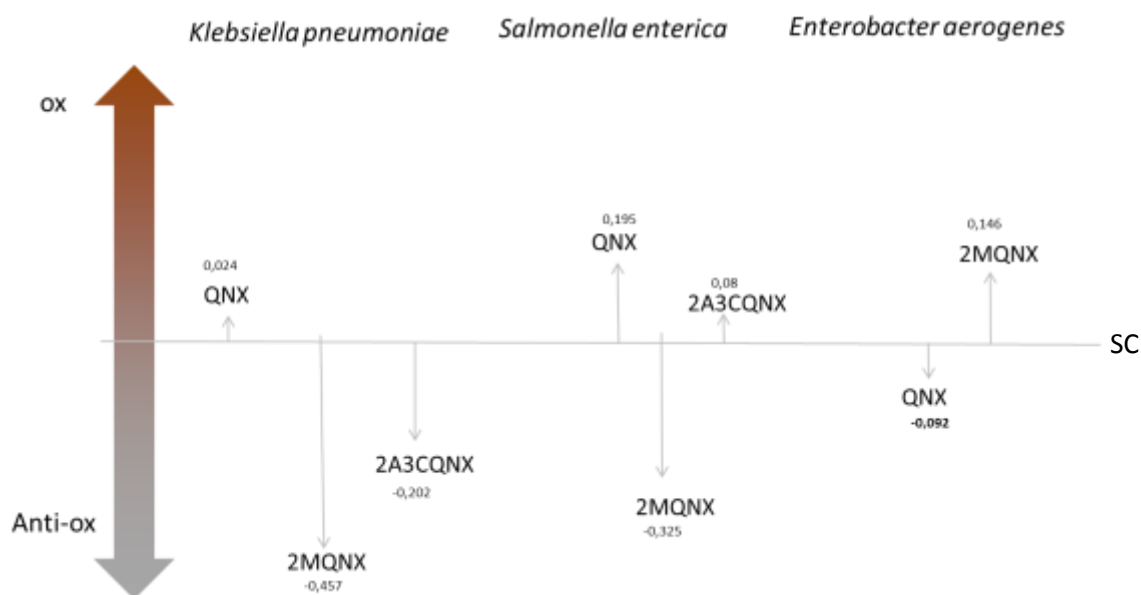 Klebsiella pneumoniae
Salmonella enterica
Enterobacter aerogenes
ox
0,024
QNX
0,195
QNX
0,08
2A3CQNX
0,146
2MQNX
SC
QNX
-0,092
2A3CQNX
-0,202
2MQNX
-0,325
Anti-ox
2MQNX
-0,457